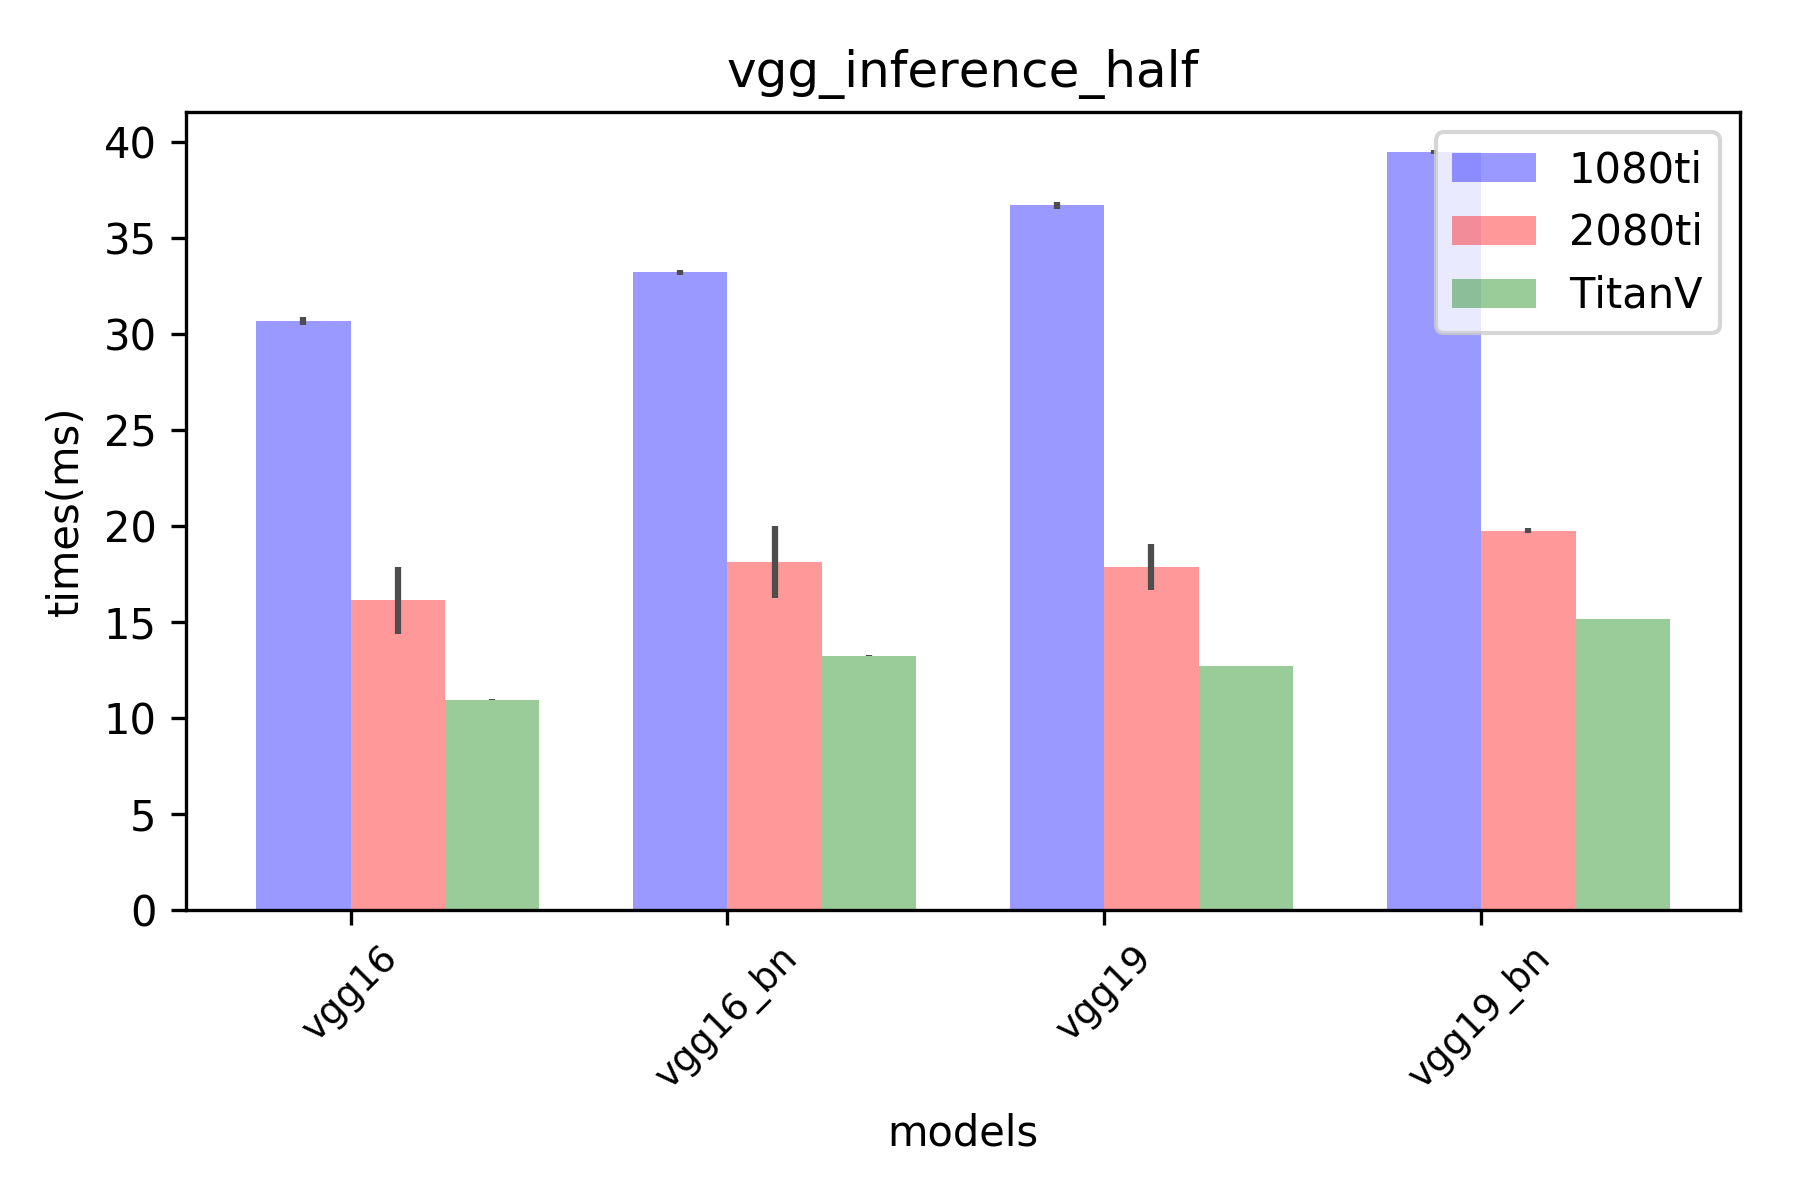 vgg_inference_half
40
35
30
25
20
15
10
5
0
times(ms)
1080ti
2080ti
TitanV
vgg16
vgg16_bn
vgg19
vgg19_bn
models